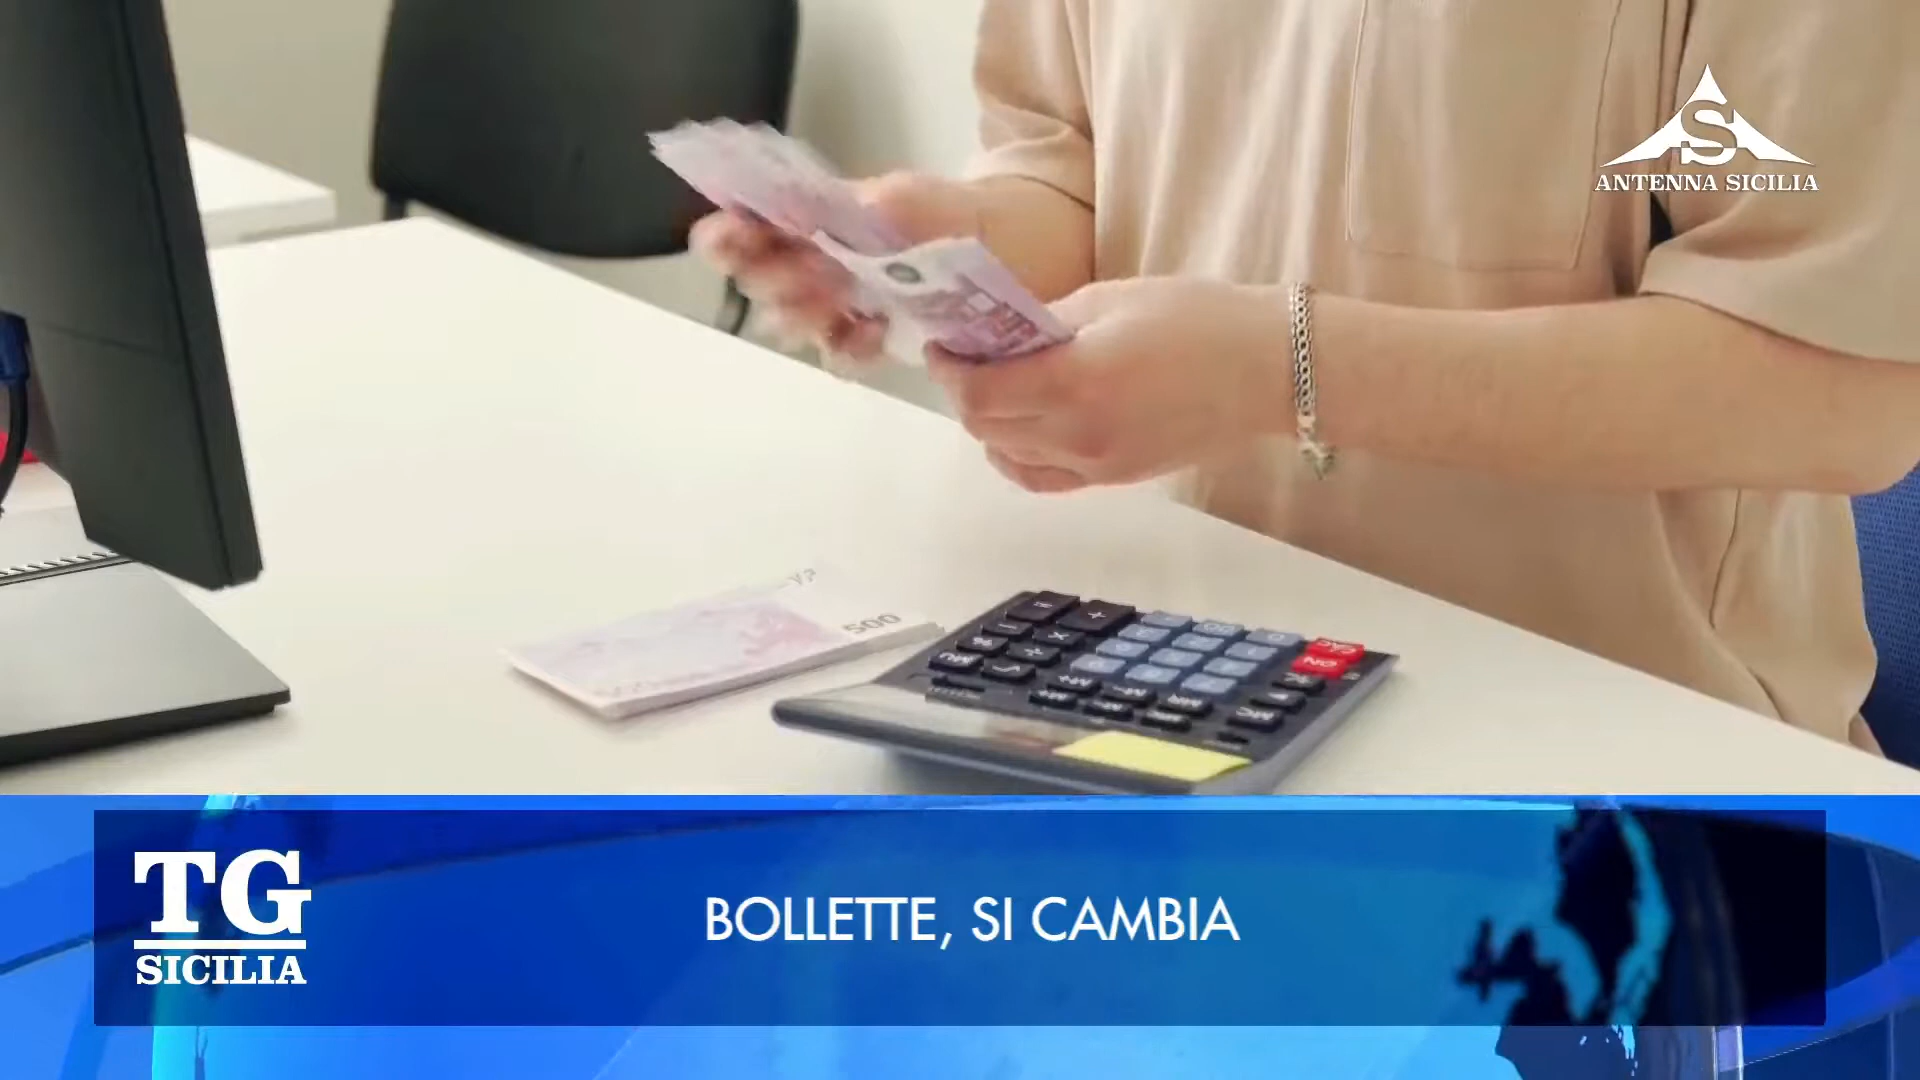 ANTENNA SICILIA
500
TG
SICILIA
BOLLETTE, SI CAMBIA